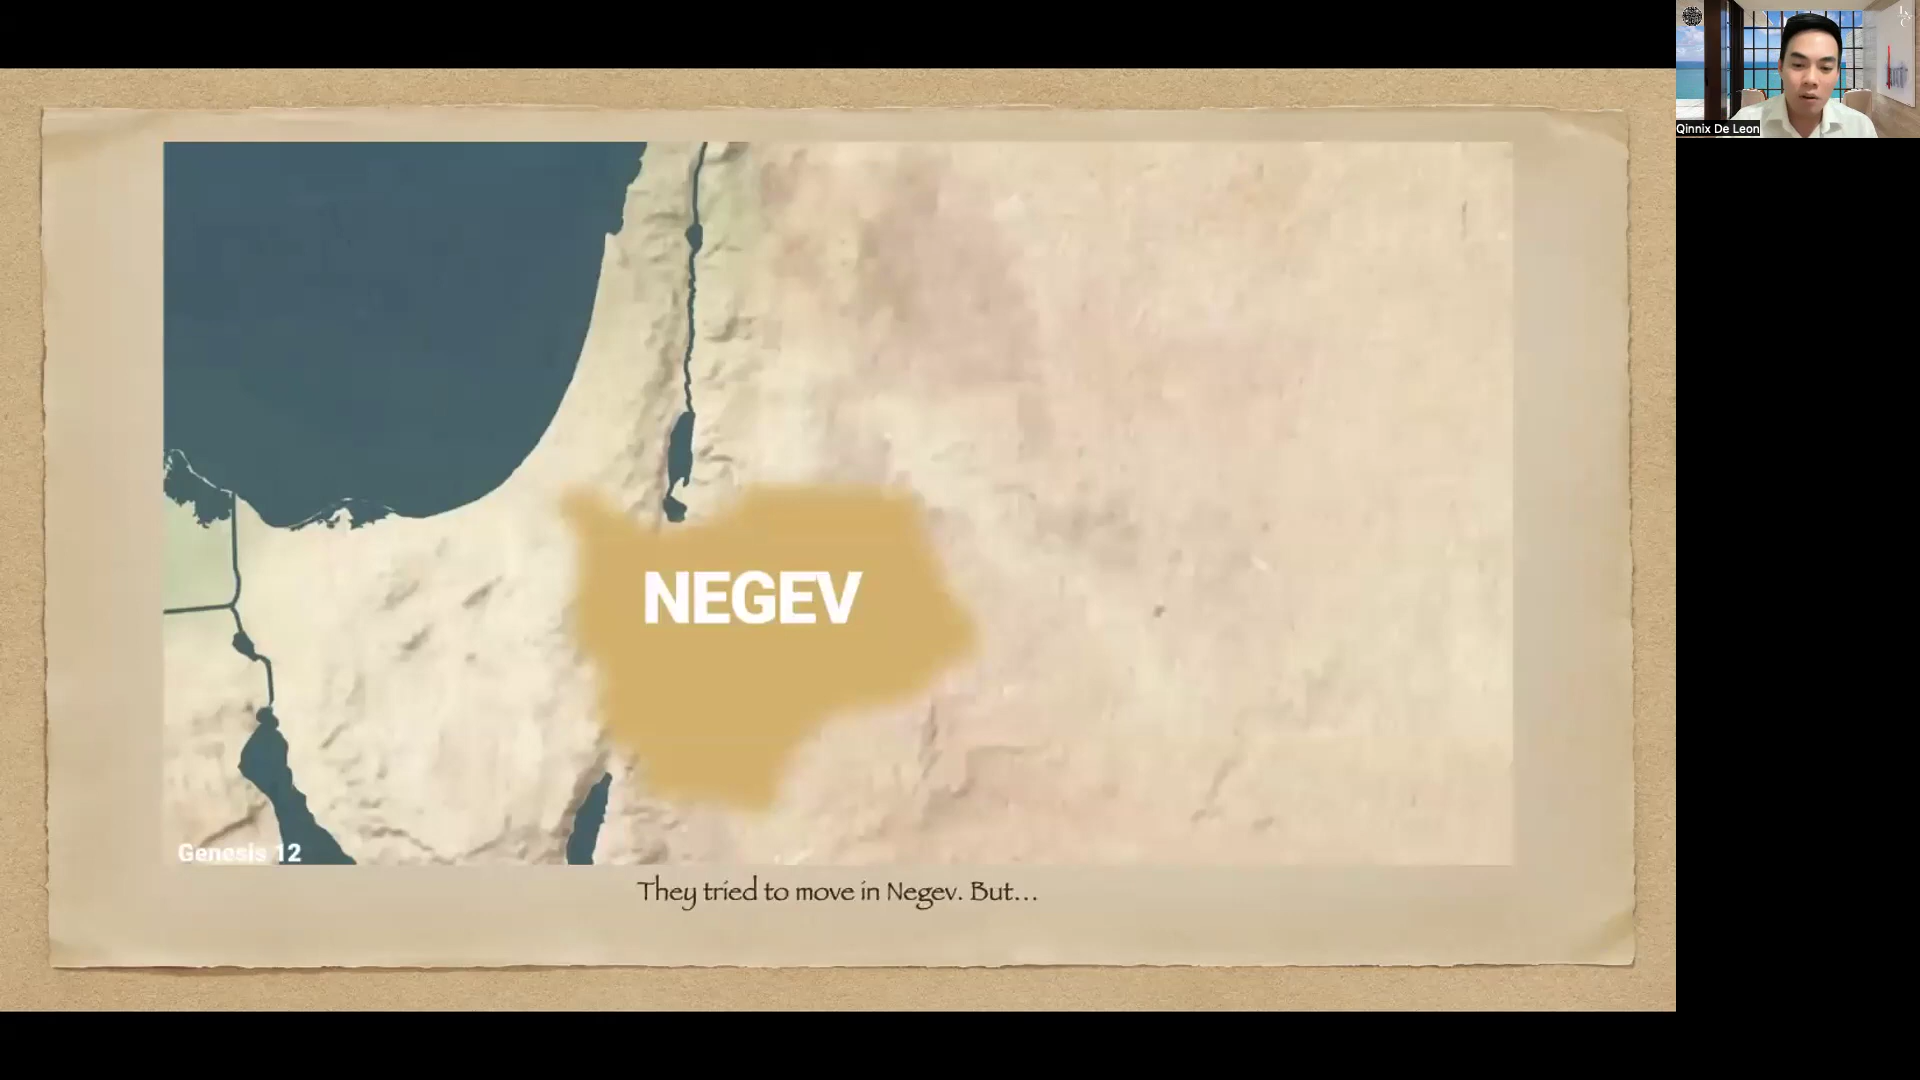 Qinnix De Leon
NEGEV
Genesis 12
They tried to move in Negev. But...